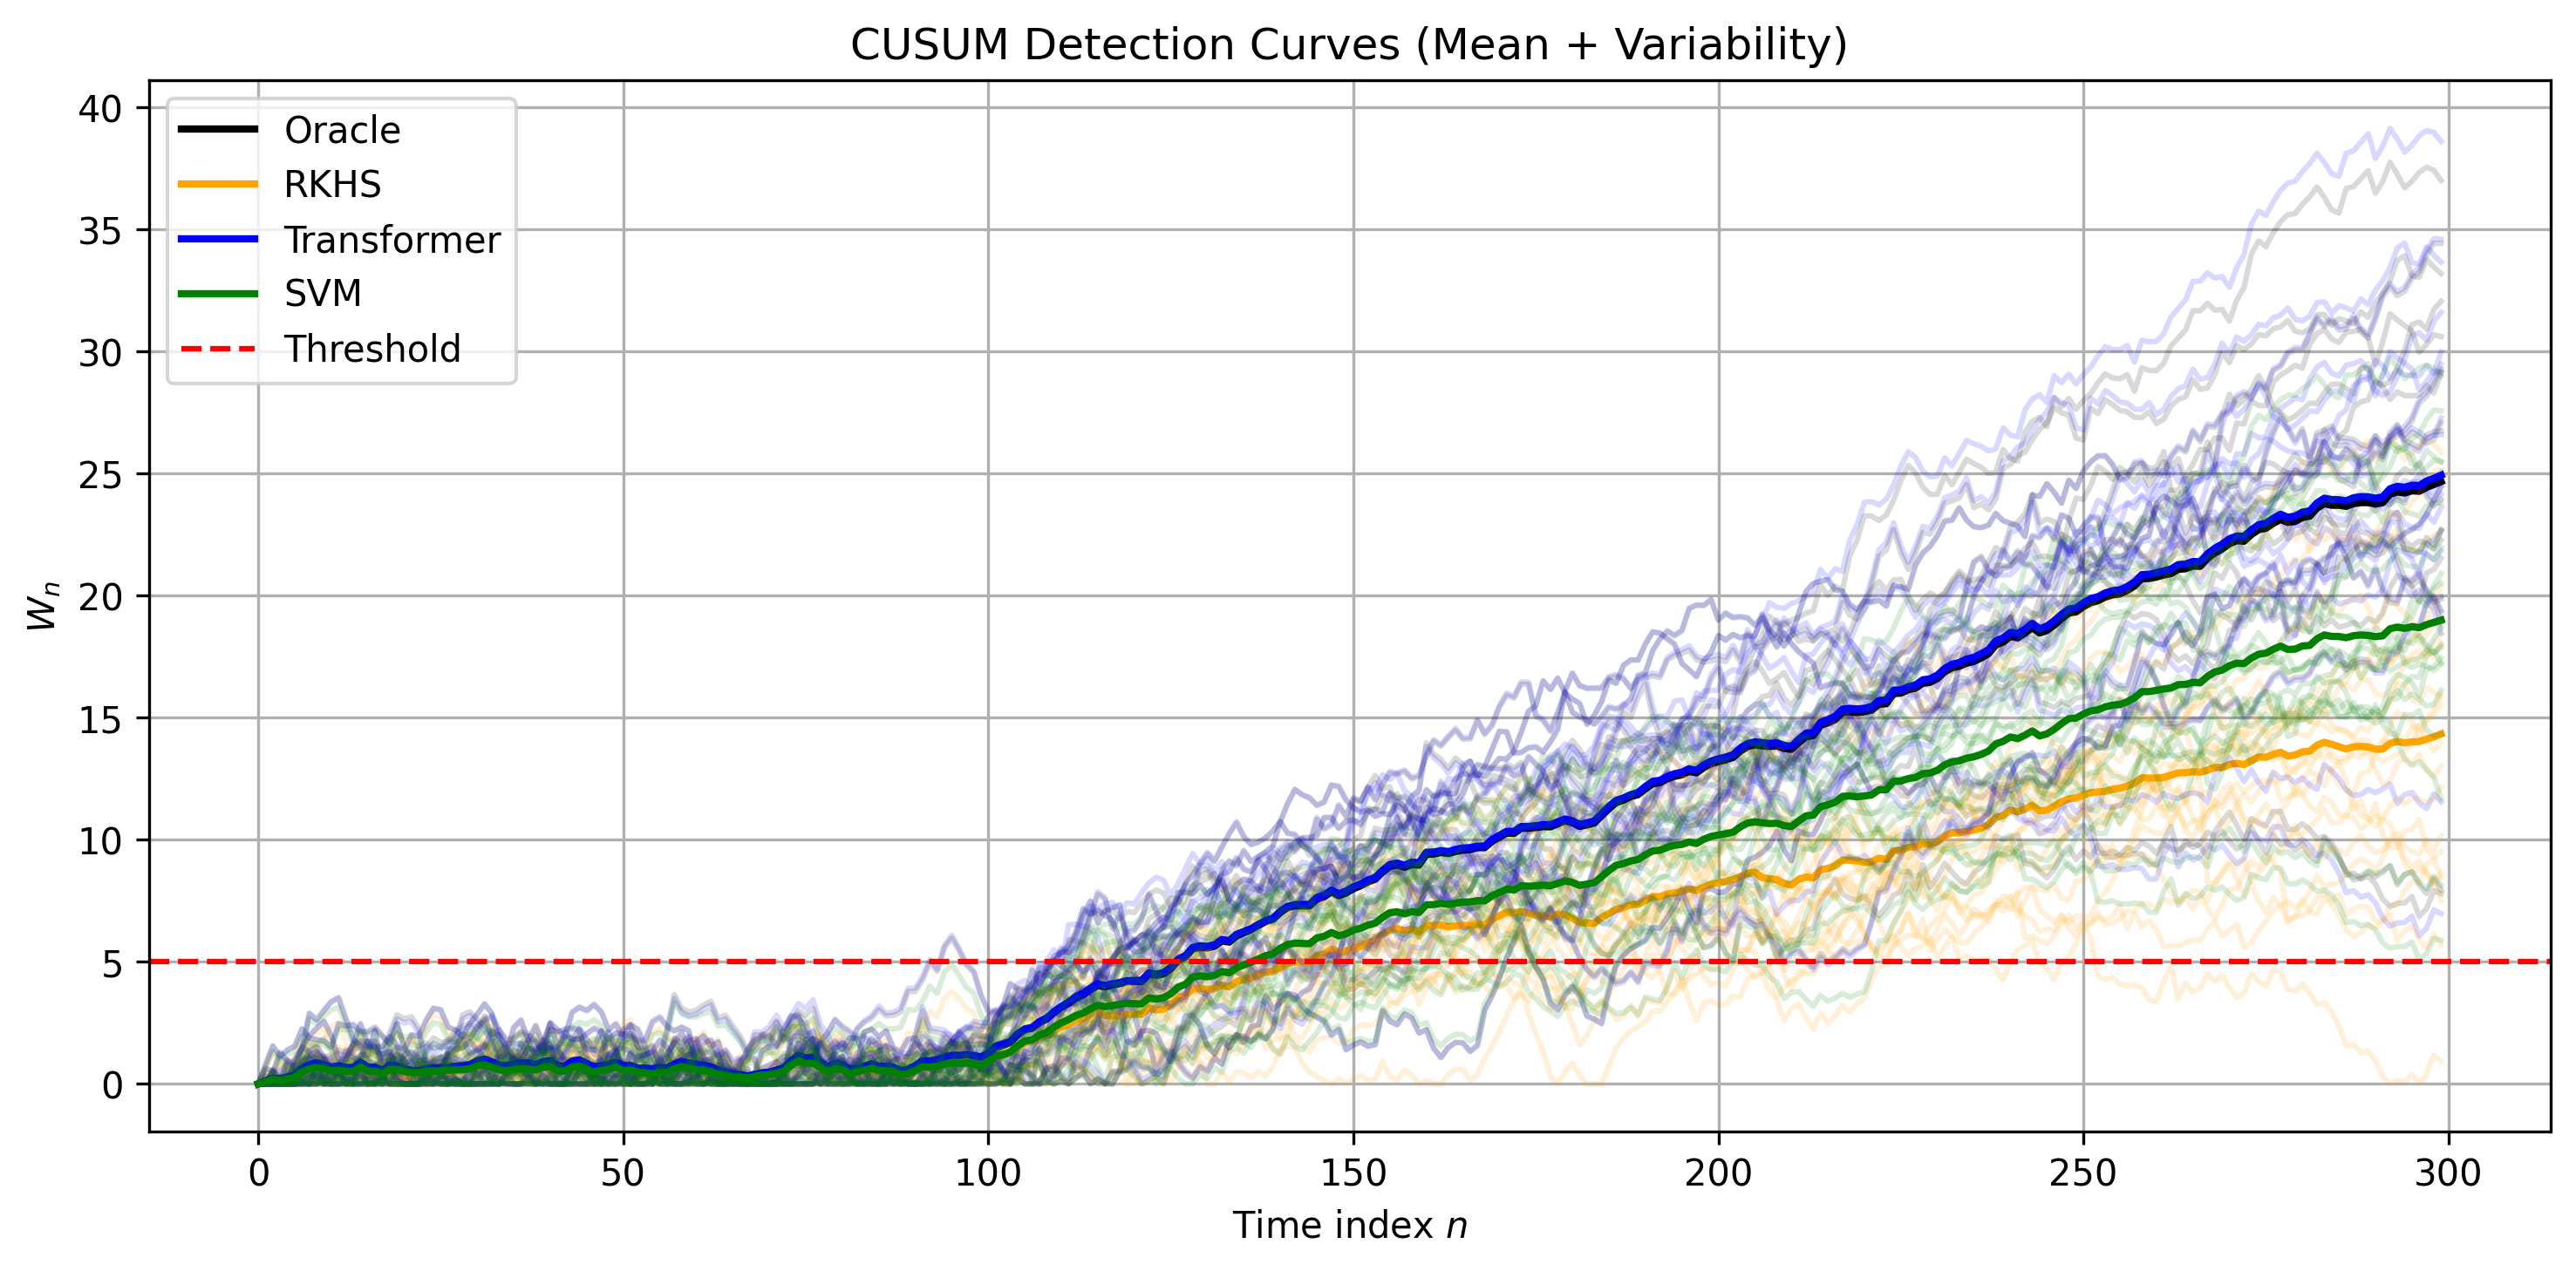 CUSUM Detection Curves (Mean + Variability)
40
35
30
25
20
15
10
5
0
Wₙ
Oracle
RKHS
Transformer
SVM
Threshold
0 50 100 150 200 250 300
Time index n